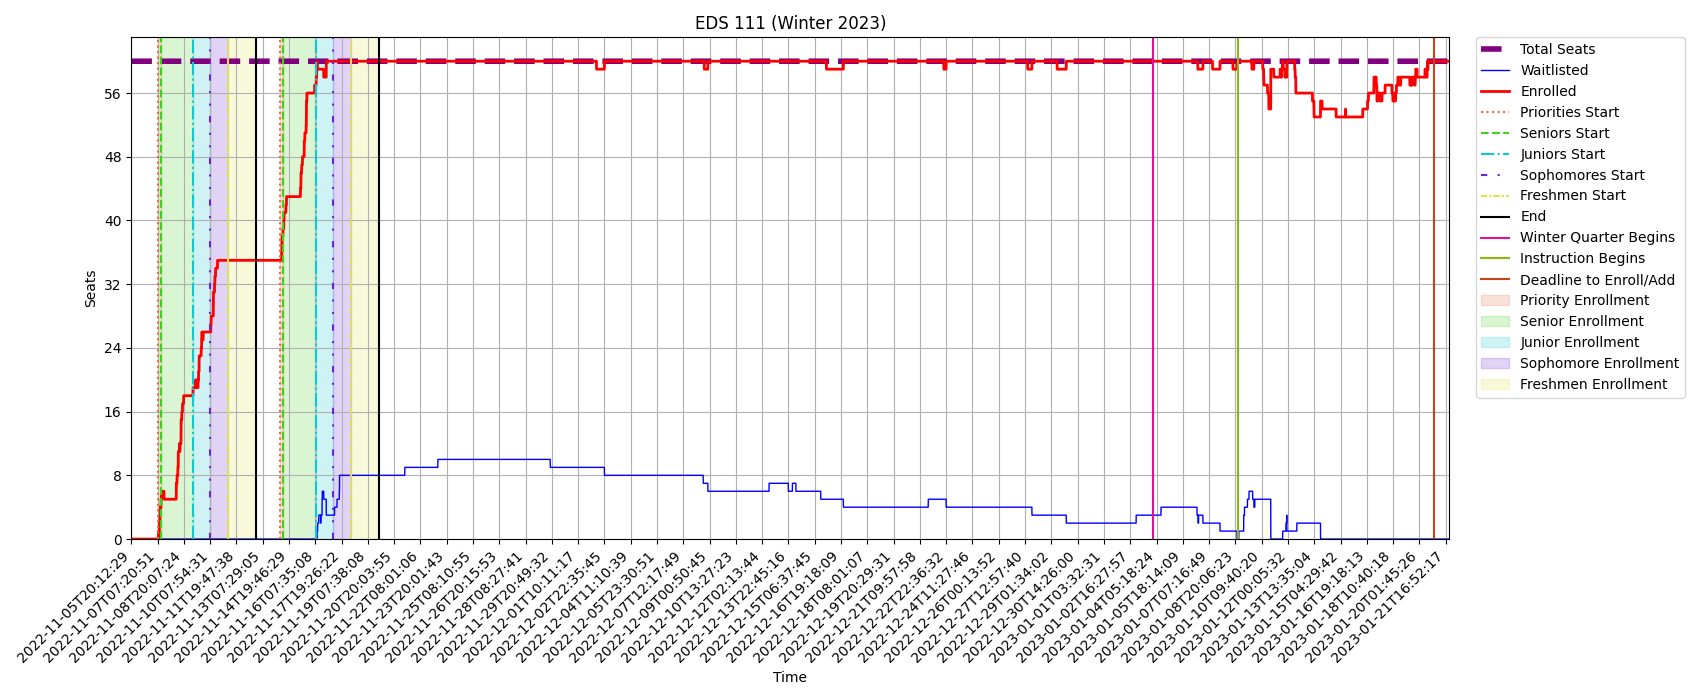 EDS 111 (Winter 2023)
Seats
56
48
40
32
24
16
8
0
2022-11-05T20:12:29
2022-11-07T07:20:51
2022-11-08T20:07:24
2022-11-10T07:54:31
2022-11-11T19:47:38
2022-11-13T07:29:05
2022-11-14T19:46:29
2022-11-16T07:35:08
2022-11-17T19:26:22
2022-11-19T07:38:08
2022-11-20T20:03:55
2022-11-22T08:01:06
2022-11-23T20:01:43
2022-11-25T08:10:55
2022-11-26T20:15:53
2022-11-28T08:27:41
2022-11-29T20:49:32
2022-12-01T10:11:17
2022-12-02T22:35:45
2022-12-04T11:10:39
2022-12-05T23:30:51
2022-12-07T12:17:49
2022-12-09T00:50:45
2022-12-10T13:27:23
2022-12-12T02:13:44
2022-12-13T22:45:16
2022-12-15T06:37:45
2022-12-16T19:18:09
2022-12-18T08:01:07
2022-12-19T20:29:31
2022-12-21T09:57:58
2022-12-22T22:36:32
2022-12-24T11:27:46
2022-12-26T00:13:52
2022-12-27T12:57:40
2022-12-29T01:34:02
2022-12-30T14:26:00
2023-01-01T03:32:31
2023-01-02T16:27:57
2023-01-04T05:18:24
2023-01-05T18:14:09
2023-01-07T07:16:49
2023-01-08T20:06:23
2023-01-10T09:40:20
2023-01-12T00:05:32
2023-01-13T13:35:04
2023-01-15T04:29:42
2023-01-16T19:18:13
2023-01-18T10:40:18
2023-01-20T01:45:26
2023-01-21T16:52:17
Time
Total Seats
Waitlisted
Enrolled
Priorities Start
Seniors Start
Juniors Start
Sophomores Start
Freshmen Start
End
Winter Quarter Begins
Instruction Begins
Deadline to Enroll/Add
Priority Enrollment
Senior Enrollment
Junior Enrollment
Sophomore Enrollment
Freshmen Enrollment